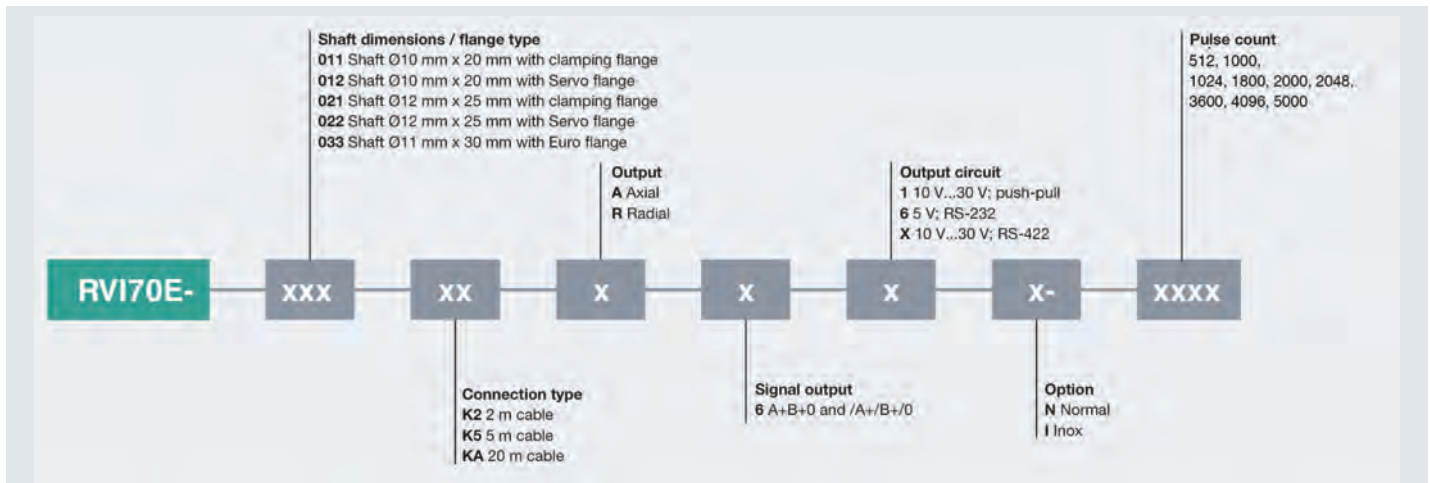 Shaft dimensions / flange type
011 Shaft Ø10 mm x 20 mm with clamping flange
012 Shaft Ø10 mm x 20 mm with Servo flange
021 Shaft Ø12 mm x 25 mm with clamping flange
022 Shaft Ø12 mm x 25 mm with Servo flange
033 Shaft Ø11 mm x 30 mm with Euro flange
Output
A Axial
R Radial
Output circuit
1 10 V...30 V; push-pull
6 5 V; RS-232
X 10 V...30 V; RS-422
Pulse count
512, 1000,
1024, 1800, 2000, 2048,
3600, 4096, 5000
RVI70E- xxx xx x x x x- xxxx
Connection type
K2 2 m cable
K5 5 m cable
KA 20 m cable
Signal output
6 A+B+0 and /A+/B+/0
Option
N Normal
I Inox